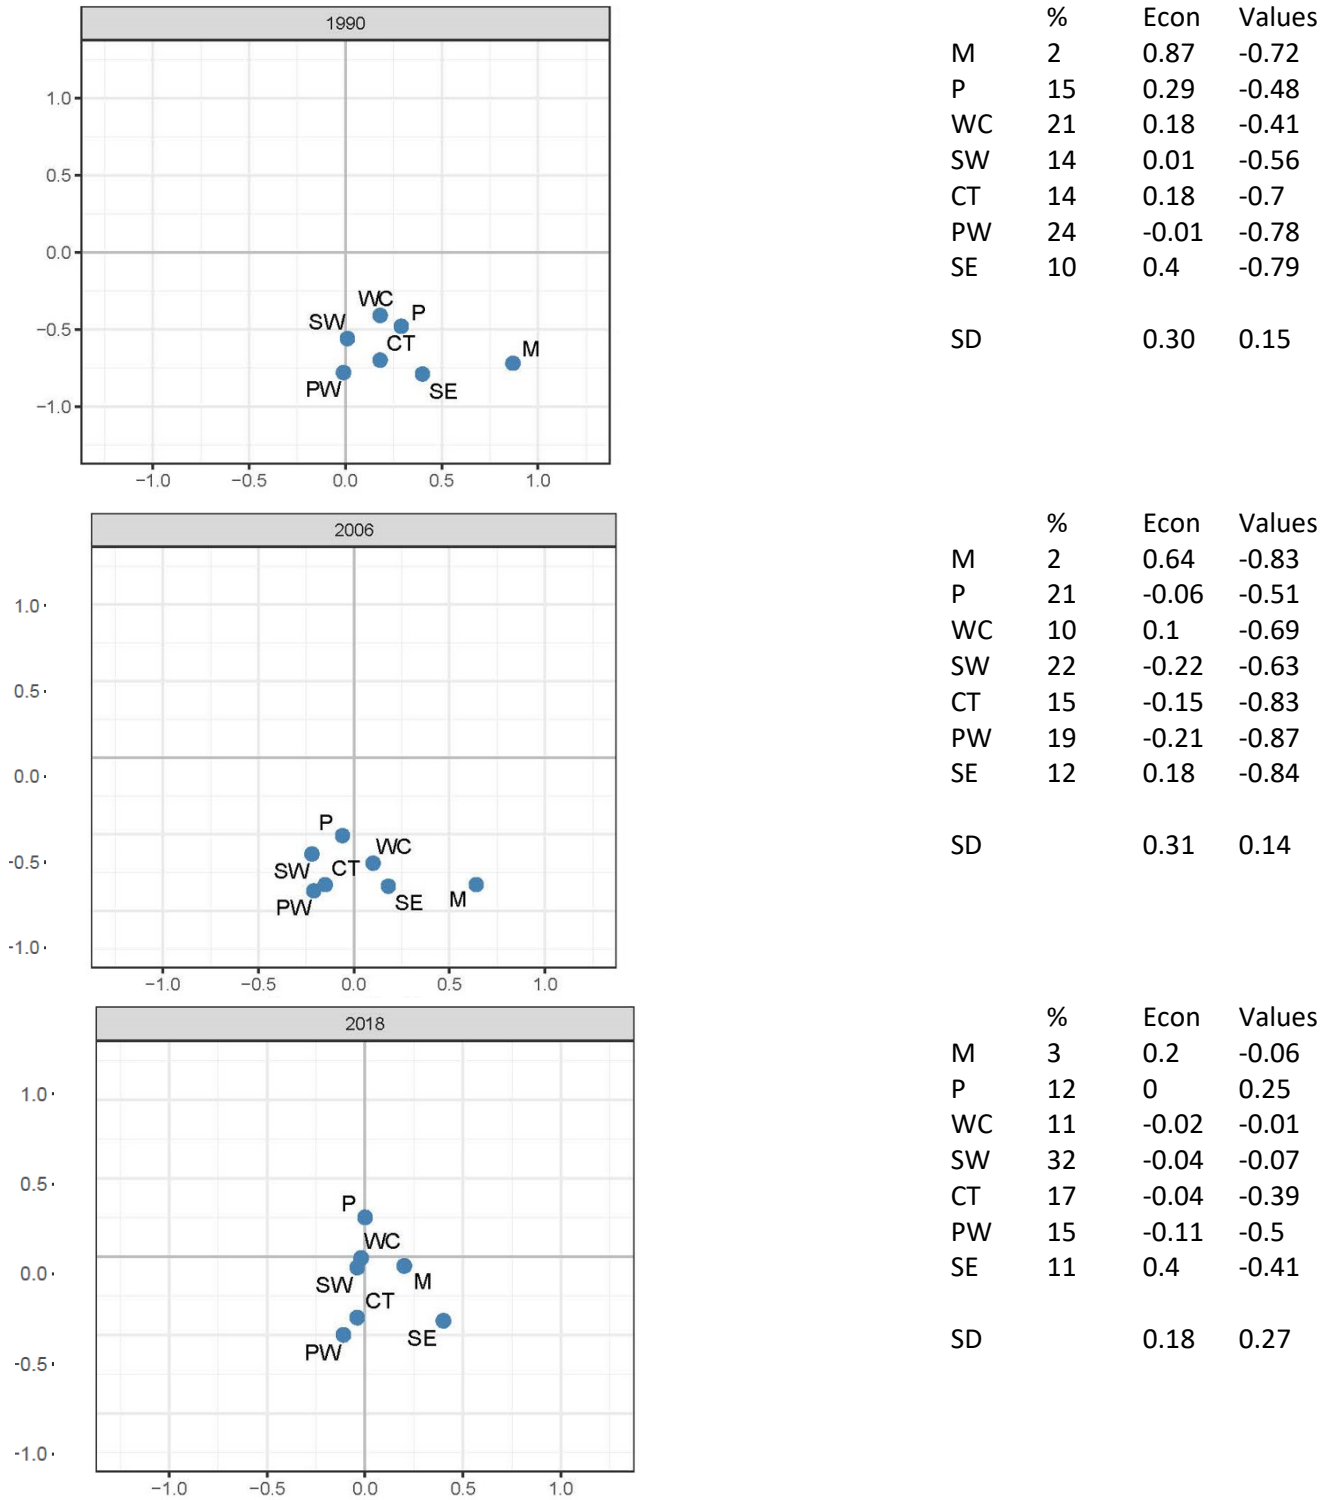 1990
1.0
0.5
0.0
−0.5
−1.0
WC
P
SW
CT
M
PW
SE
−1.0 −0.5 0.0 0.5 1.0
% Econ Values
M 2 0.87 -0.72
P 15 0.29 -0.48
WC 21 0.18 -0.41
SW 14 0.01 -0.56
CT 14 0.18 -0.7
PW 24 -0.01 -0.78
SE 10 0.4 -0.79
SD 0.30 0.15
2006
1.0
0.5
0.0
-0.5
-1.0
P
WC
SW
CT
PW
SE
M
−1.0 −0.5 0.0 0.5 1.0
% Econ Values
M 2 0.64 -0.83
P 21 -0.06 -0.51
WC 10 0.1 -0.69
SW 22 -0.22 -0.63
CT 15 -0.15 -0.83
PW 19 -0.21 -0.87
SE 12 0.18 -0.84
SD 0.31 0.14
2018
1.0
0.5
0.0
-0.5
-1.0
P
WC
SW
M
CT
PW
SE
−1.0 −0.5 0.0 0.5 1.0
% Econ Values
M 3 0.2 -0.06
P 12 0 0.25
WC 11 -0.02 -0.01
SW 32 -0.04 -0.07
CT 17 -0.04 -0.39
PW 15 -0.11 -0.5
SE 11 0.4 -0.41
SD 0.18 0.27